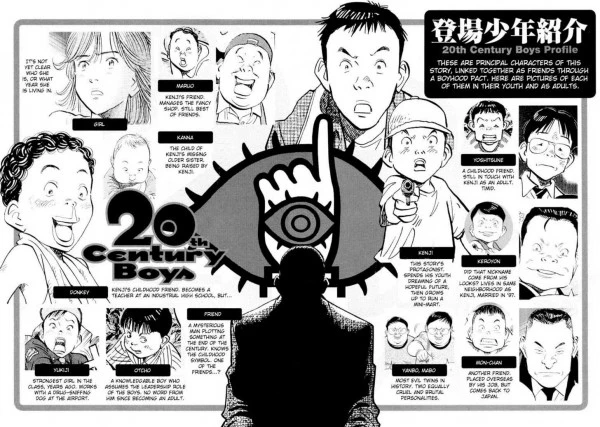 登場少年紹介
20th Century Boys Profile
THESE ARE PRINCIPAL CHARACTERS OF THIS
STORY, LINKED TOGETHER AS FRIENDS THROUGH
A BOYHOOD PACT. HERE ARE PICTURES OF EACH
OF THEM IN THEIR YOUTH AND AS ADULTS.
IT'S NOT
YET CLEAR
WHO SHE
IS, OR WHAT
YEAR SHE
IS LIVING IN.
GIRL
MARUO
KENJI'S FRIEND.
MANAGES THE FANCY
SHOP. STILL BEST
OF FRIENDS.
KANNA
THE CHILD OF
KENJI'S MISSING
OLDER SISTER.
BEING RAISED BY
KENJI.
YOSHITSUNE
A CHILDHOOD FRIEND.
STILL IN TOUCH WITH
KENJI AS AN ADULT.
TIMID.
20th
Century
Boys
DONKEY
KENJI'S CHILDHOOD FRIEND. BECOMES A
TEACHER AT AN INDUSTRIAL HIGH SCHOOL, BUT...
KENJI
THIS STORY'S
PROTAGONIST.
SPENDS HIS YOUTH
DREAMING OF A
HOPEFUL FUTURE,
THEN GROWS
UP TO RUN A
MINI-MART.
KEROYON
DID THAT NICKNAME
COME FROM HIS
LOOKS? LIVES IN SAME
NEIGHBORHOOD AS
KENJI, MARRIED IN '97.
FRIEND
A MYSTERIOUS
MAN PLOTTING
SOMETHING AT
THE END OF THE
CENTURY. KNOWS
THE CHILDHOOD
SYMBOL. ONE
OF THE
FRIENDS...?
YUKIJI
STRONGEST GIRL IN THE
CLASS, YEARS AGO. WORKS
WITH A DRUG-SNIFFING
DOG AT THE AIRPORT.
OTCHO
A KNOWLEDGABLE BOY WHO
ASSUMES THE LEADERSHIP ROLE
OF THE BOYS. NO WORD FROM
HIM SINCE BECOMING AN ADULT.
YANBO, MABO
MOST EVIL TWINS IN
HISTORY. TWO EQUALLY
CRUEL AND BRUTAL
PERSONALITIES.
MON-CHAN
ANOTHER FRIEND.
PLACED OVERSEAS
BY HIS JOB, BUT
COMES BACK TO
JAPAN.